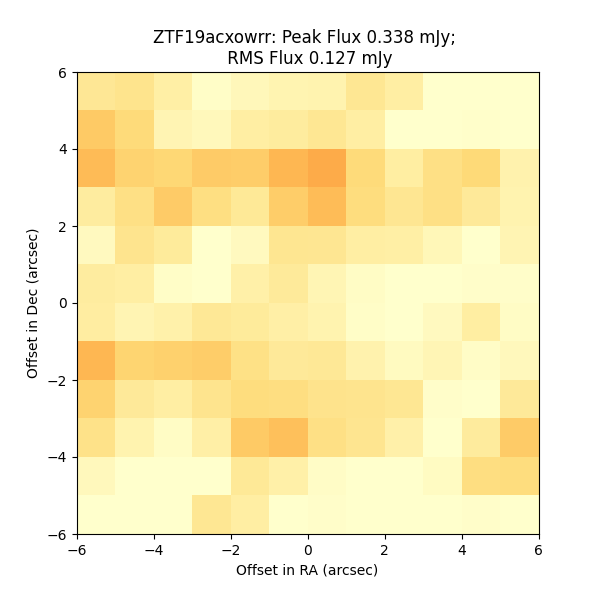 ZTF19acxowrr: Peak Flux 0.338 mJy;
RMS Flux 0.127 mJy
6
4
2
0
−2
−4
−6
Offset in Dec (arcsec)
−6 −4 −2 0 2 4 6
Offset in RA (arcsec)